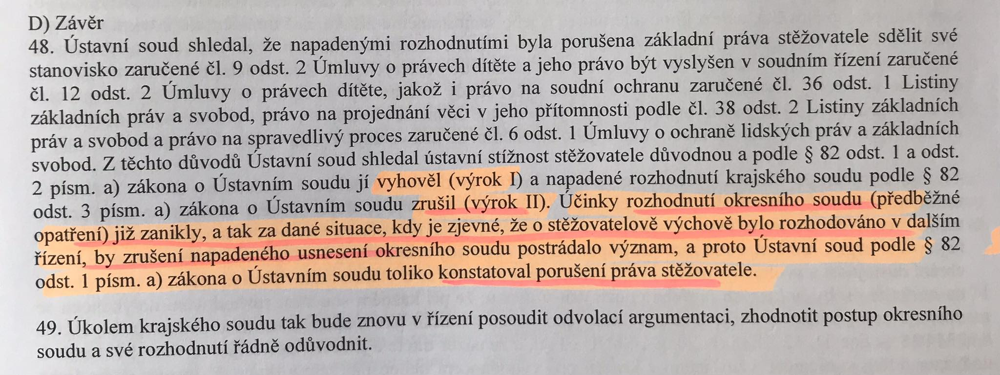 D) Závěr
48. Ústavní soud shledal, že napadenými rozhodnutími byla porušena základní práva stěžovatele sdělit své
stanovisko zaručené čl. 9 odst. 2 Úmluvy o právech dítěte a jeho právo být vyslyšen v soudním řízení zaručené
čl. 12 odst. 2 Úmluvy o právech dítěte, jakož i právo na soudní ochranu zaručené čl. 36 odst. 1 Listiny
základních práv a svobod, právo na projednání věci v jeho přítomnosti podle čl. 38 odst. 2 Listiny základních
práv a svobod a právo na spravedlivý proces zaručené čl. 6 odst. 1 Úmluvy o ochraně lidských práv a základních
svobod. Z těchto důvodů Ústavní soud shledal ústavní stížnost stěžovatele důvodnou a podle § 82 odst. 1 a odst.
2 písm. a) zákona o Ústavním soudu jí vyhověl (výrok I) a napadené rozhodnutí krajského soudu podle § 82
odst. 3 písm. a) zákona o Ústavním soudu zrušil (výrok II). Účinky rozhodnutí okresního soudu (předběžné
opatření) již zanikly, a tak za dané situace, kdy je zjevné, že o stěžovatelově výchově bylo rozhodováno v dalším
řízení, by zrušení napadeného usnesení okresního soudu postrádalo význam, a proto Ústavní soud podle § 82
odst. 1 písm. a) zákona o Ústavním soudu toliko konstatoval porušení práva stěžovatele.
49. Úkolem krajského soudu tak bude znovu v řízení posoudit odvolací argumentaci, zhodnotit postup okresního
soudu a své rozhodnutí řádně odůvodnit.